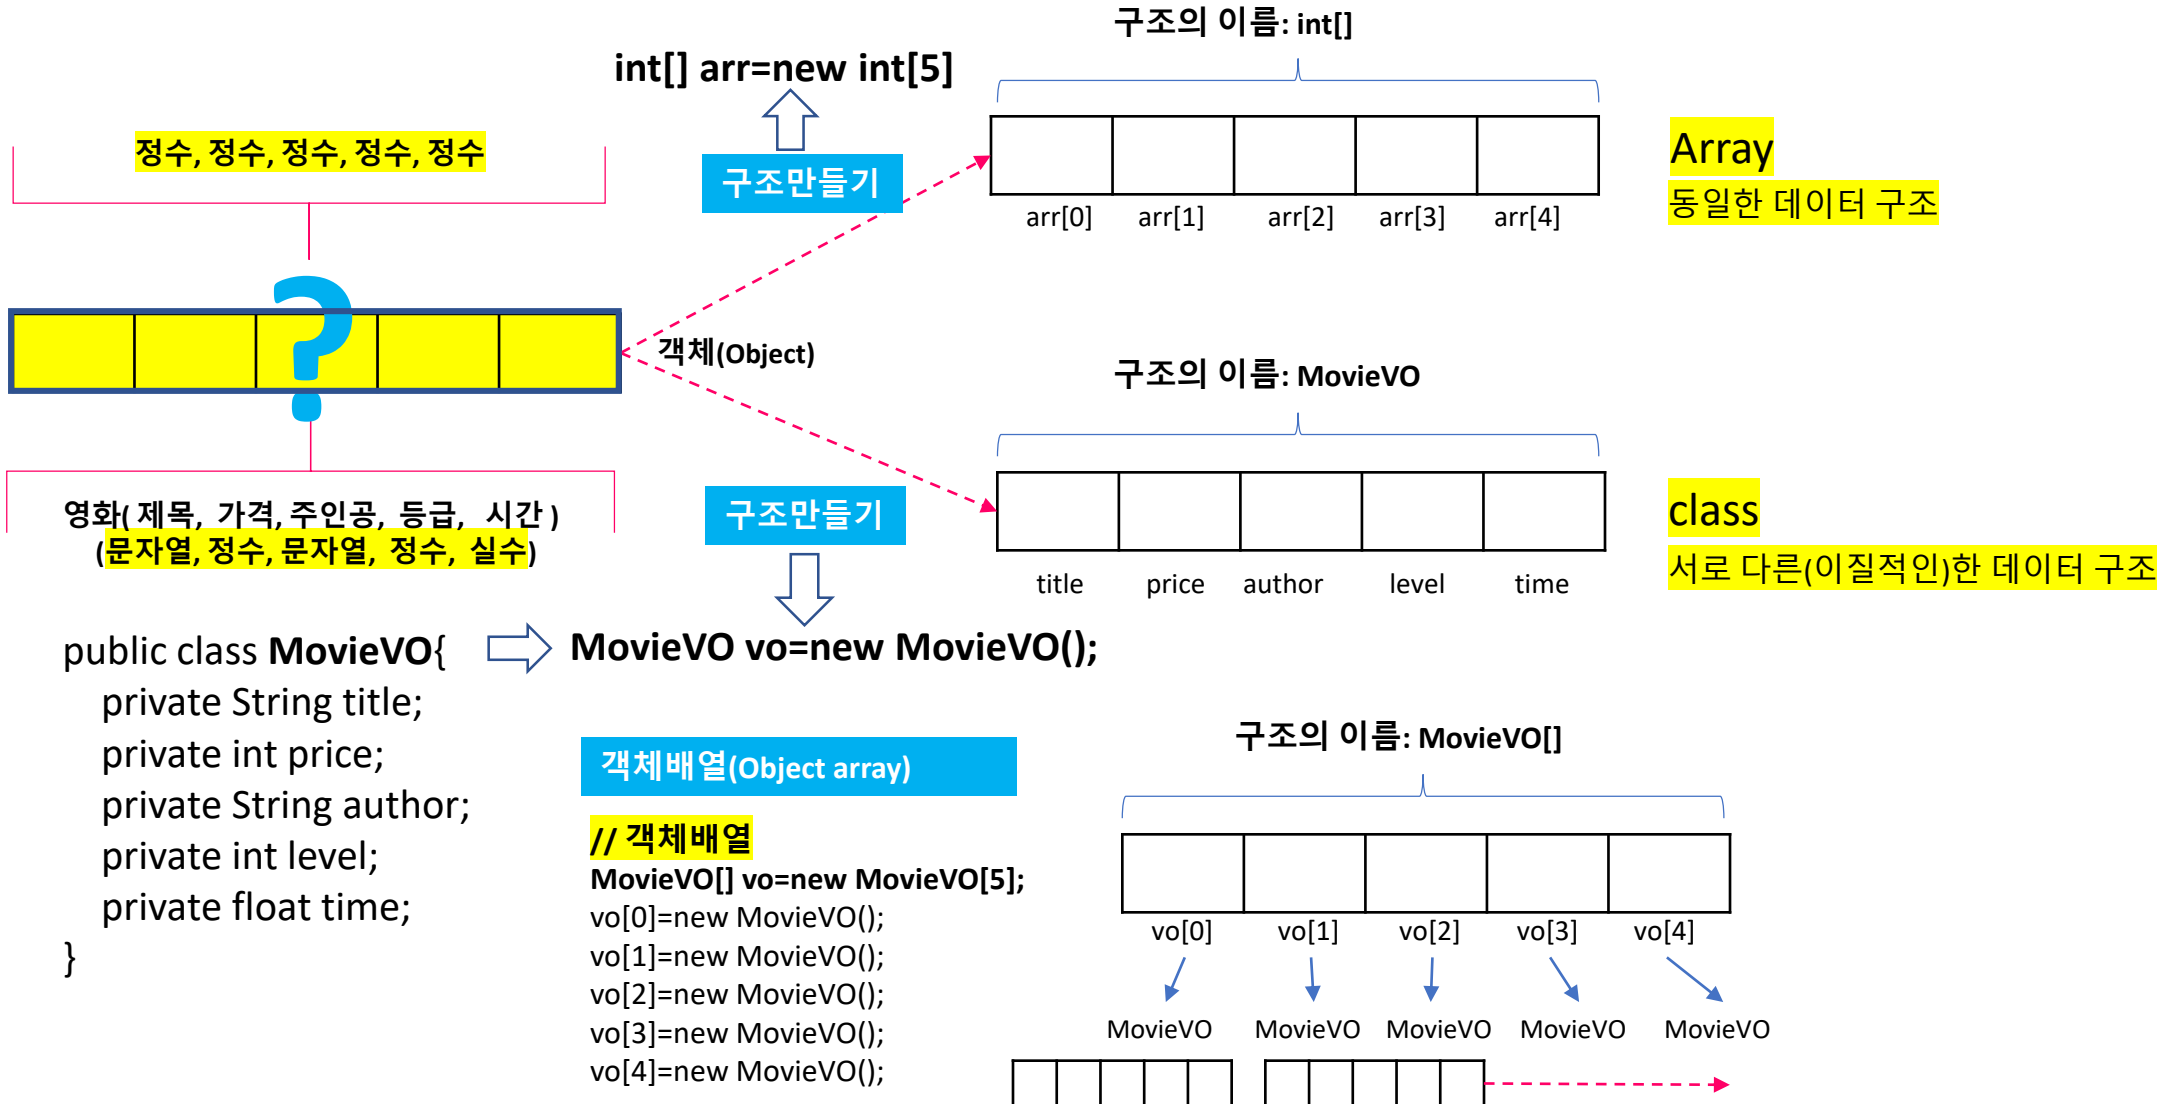 구조의 이름: int[]
int[] arr=new int[5]
정수, 정수, 정수, 정수, 정수
구조만들기
Array
동일한 데이터 구조
arr[0] arr[1] arr[2] arr[3] arr[4]
?
객체(Object)
구조의 이름: MovieVO
영화( 제목, 가격, 주인공, 등급, 시간 )
(문자열, 정수, 문자열, 정수, 실수)
구조만들기
class
서로 다른(이질적인)한 데이터 구조
title price author level time
public class MovieVO{
private String title;
private int price;
private String author;
private int level;
private float time;
}
MovieVO vo=new MovieVO();
객체배열(Object array)
// 객체배열
MovieVO[] vo=new MovieVO[5];
vo[0]=new MovieVO();
vo[1]=new MovieVO();
vo[2]=new MovieVO();
vo[3]=new MovieVO();
vo[4]=new MovieVO();
구조의 이름: MovieVO[]
vo[0] vo[1] vo[2] vo[3] vo[4]
MovieVO MovieVO MovieVO MovieVO MovieVO